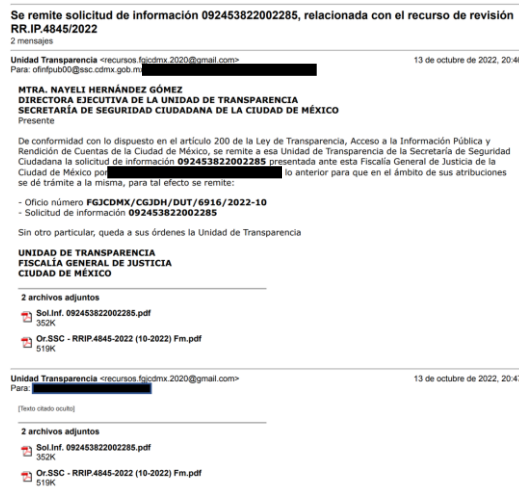 Se remite solicitud de información 092453822002285, relacionada con el recurso de revisión
RR.IP.4845/2022
2 mensajes
Unidad Transparencia <recursos.fgjcdmx.2020@gmail.com> 13 de octubre de 2022, 20:4
Para: ofinfpub00@ssc.cdmx.gob.m
MTRA. NAYELI HERNÁNDEZ GÓMEZ
DIRECTORA EJECUTIVA DE LA UNIDAD DE TRANSPARENCIA
SECRETARÍA DE SEGURIDAD CIUDADANA DE LA CIUDAD DE MÉXICO
Presente
De conformidad con lo dispuesto en el artículo 200 de la Ley de Transparencia, Acceso a la Información Pública y
Rendición de Cuentas de la Ciudad de México, se remite a esa Unidad de Transparencia de la Secretaría de Seguridad
Ciudadana la solicitud de información 092453822002285 presentada ante esta Fiscalía General de Justicia de la
Ciudad de México por lo anterior para que en el ámbito de sus atribuciones
se dé trámite a la misma, para tal efecto se remite:
- Oficio número FGJCDMX/CGJDH/DUT/6916/2022-10
- Solicitud de información 092453822002285
Sin otro particular, queda a sus órdenes la Unidad de Transparencia
UNIDAD DE TRANSPARENCIA
FISCALÍA GENERAL DE JUSTICIA
CIUDAD DE MÉXICO
2 archivos adjuntos
Sol.Inf. 092453822002285.pdf
352K
Or.SSC - RRIP.4845-2022 (10-2022) Fm.pdf
519K
Unidad Transparencia <recursos.fgjcdmx.2020@gmail.com> 13 de octubre de 2022, 20:4
Para:
[Texto citado oculto]
2 archivos adjuntos
Sol.Inf. 092453822002285.pdf
352K
Or.SSC - RRIP.4845-2022 (10-2022) Fm.pdf
519K